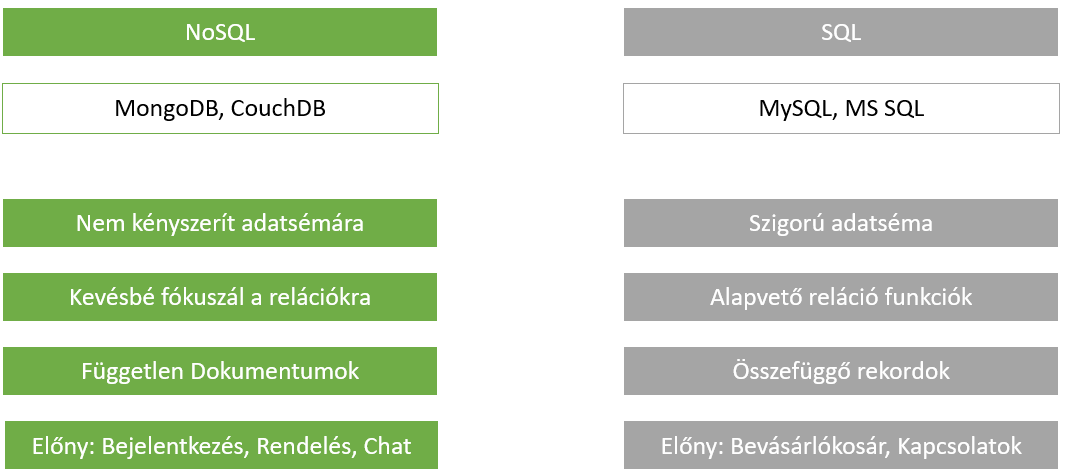 NoSQL
SQL
MongoDB, CouchDB
MySQL, MS SQL
Nem kényszerít adatsémára
Szigorú adatséma
Kevésbé fókuszál a relációkra
Alapvető reláció funkciók
Független Dokumentumok
Összefüggő rekordok
Előny: Bejelentkezés, Rendelés, Chat
Előny: Bevásárlókosár, Kapcsolatok